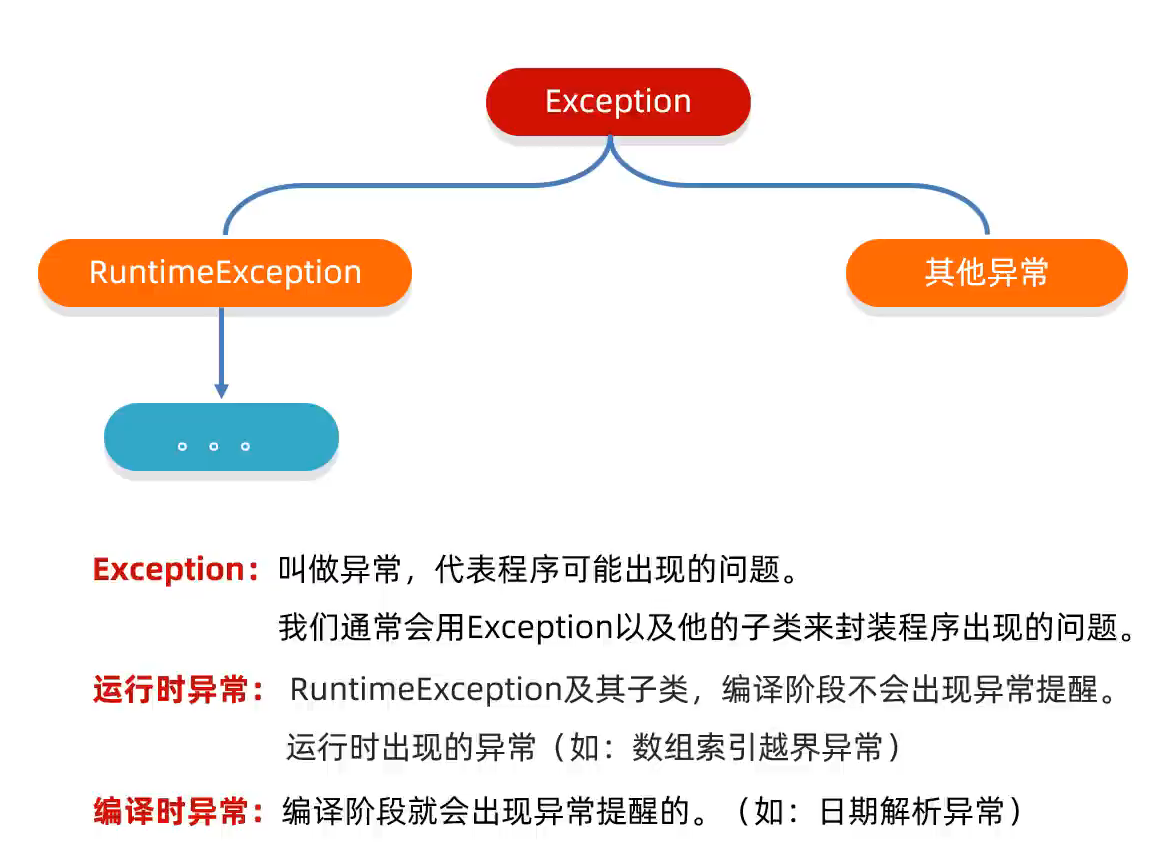 Exception
RuntimeException
其他异常
。。。
Exception：叫做异常，代表程序可能出现的问题。
我们通常会用Exception以及他的子类来封装程序出现的问题。
运行时异常：RuntimeException及其子类，编译阶段不会出现异常提醒。
运行时出现的异常（如：数组索引越界异常）
编译时异常：编译阶段就会出现异常提醒的。（如：日期解析异常）